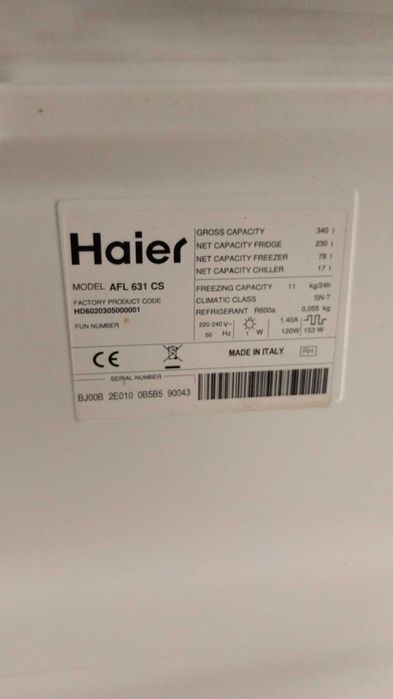 Haier
MODEL AFL 631 CS
FACTORY PRODUCT CODE
HD6020305000001
FUN NUMBER
GROSS CAPACITY 340 l
NET CAPACITY FRIDGE 230 l
NET CAPACITY FREEZER 78 l
NET CAPACITY CHILLER 17 l
FREEZING CAPACITY 11 kg/24h
CLIMATIC CLASS SN-T
REFRIGERANT R600a 0,055 kg
220-240 V~
50 Hz
W
1.40A
120W 153 W
CE
MADE IN ITALY
SERIAL NUMBER
BJ00B 2E010 0B5B5 90043